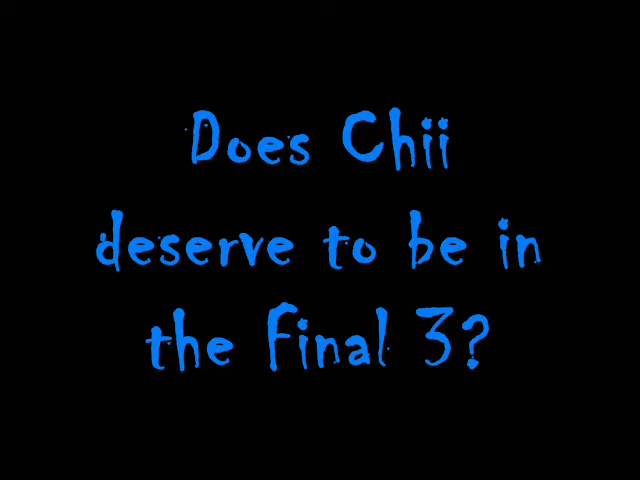 Does Chii
deserve to be in
the Final 3?